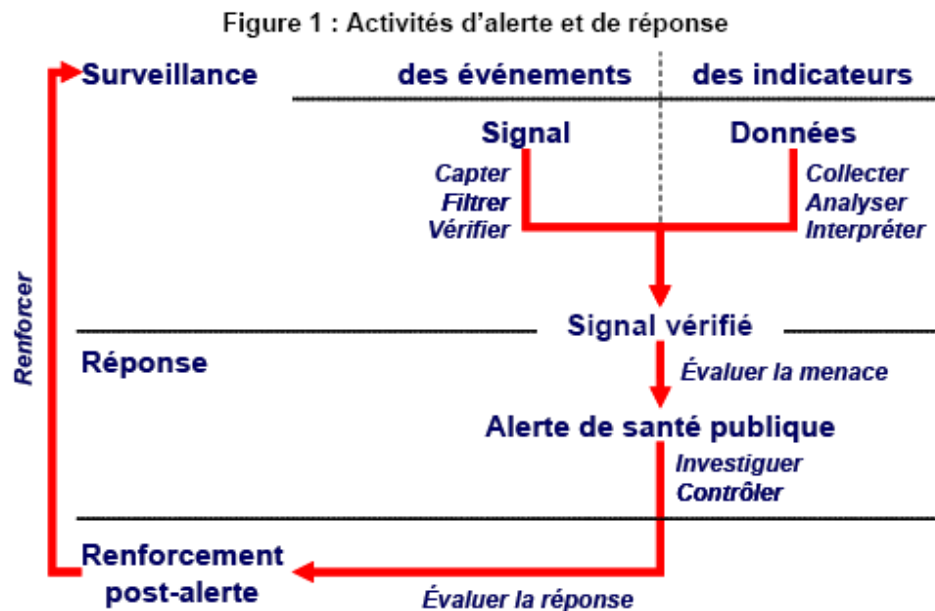 Figure 1 : Activités d'alerte et de réponse
Surveillance des événements des indicateurs
Signal Données
Capter Collecter
Filtrer Analyser
Vérifier Interpréter
Renforcer
Signal vérifié
Réponse
Évaluer la menace
Alerte de santé publique
Investiguer
Contrôler
Renforcement
post-alerte
Évaluer la réponse